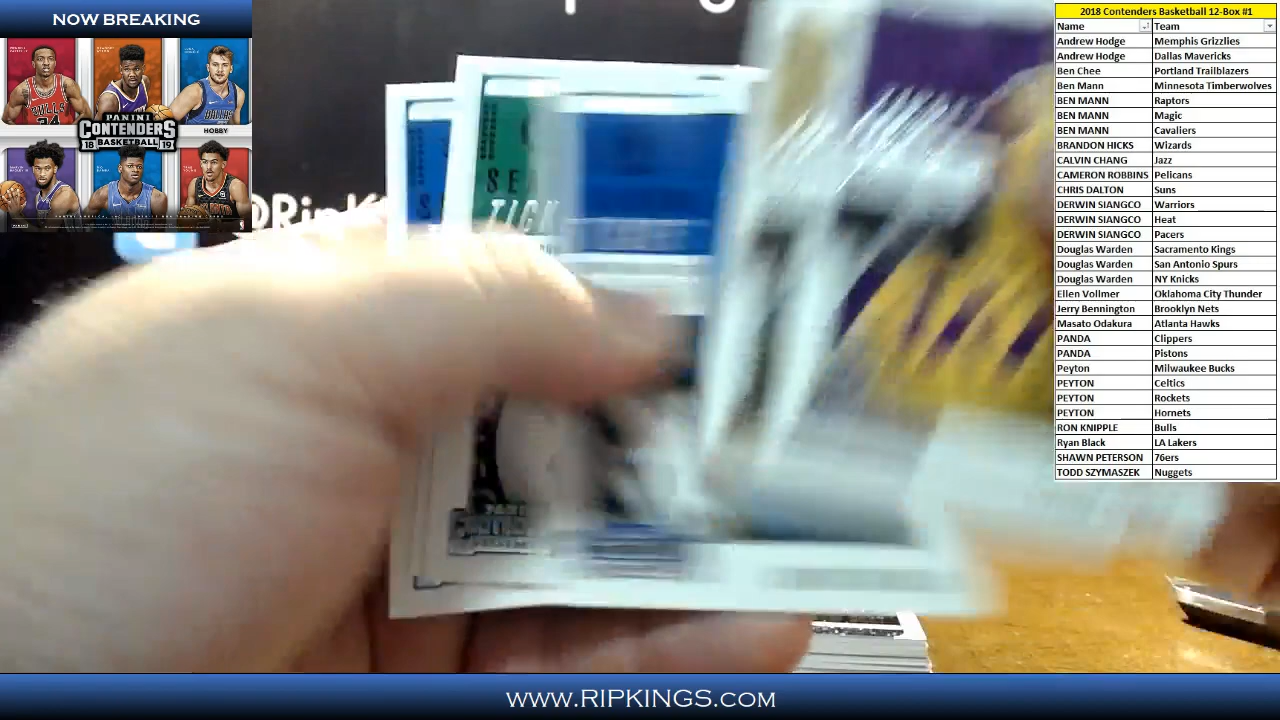 NOW BREAKING
PANINI
CONTENDERS
18 BASKETBALL 19
HOBBY
@RipK
SE
2018 Contenders Basketball 12-Box #1
Name Team
Andrew Hodge Memphis Grizzlies
Andrew Hodge Dallas Mavericks
Ben Chee Portland Trailblazers
Ben Mann Minnesota Timberwolves
BEN MANN Raptors
BEN MANN Magic
BEN MANN Cavaliers
BRANDON HICKS Wizards
CALVIN CHANG Jazz
CAMERON ROBBINS Pelicans
CHRIS DALTON Suns
DERWIN SIANGCO Warriors
DERWIN SIANGCO Heat
DERWIN SIANGCO Pacers
Douglas Warden Sacramento Kings
Douglas Warden San Antonio Spurs
Douglas Warden NY Knicks
Ellen Vollmer Oklahoma City Thunder
Jerry Bennington Brooklyn Nets
Masato Odakura Atlanta Hawks
PANDA Clippers
PANDA Pistons
Peyton Milwaukee Bucks
PEYTON Celtics
PEYTON Rockets
PEYTON Hornets
RON KNIPPLE Bulls
Ryan Black LA Lakers
SHAWN PETERSON 76ers
TODD SZYMASZEK Nuggets
WWW.RIPKINGS.COM